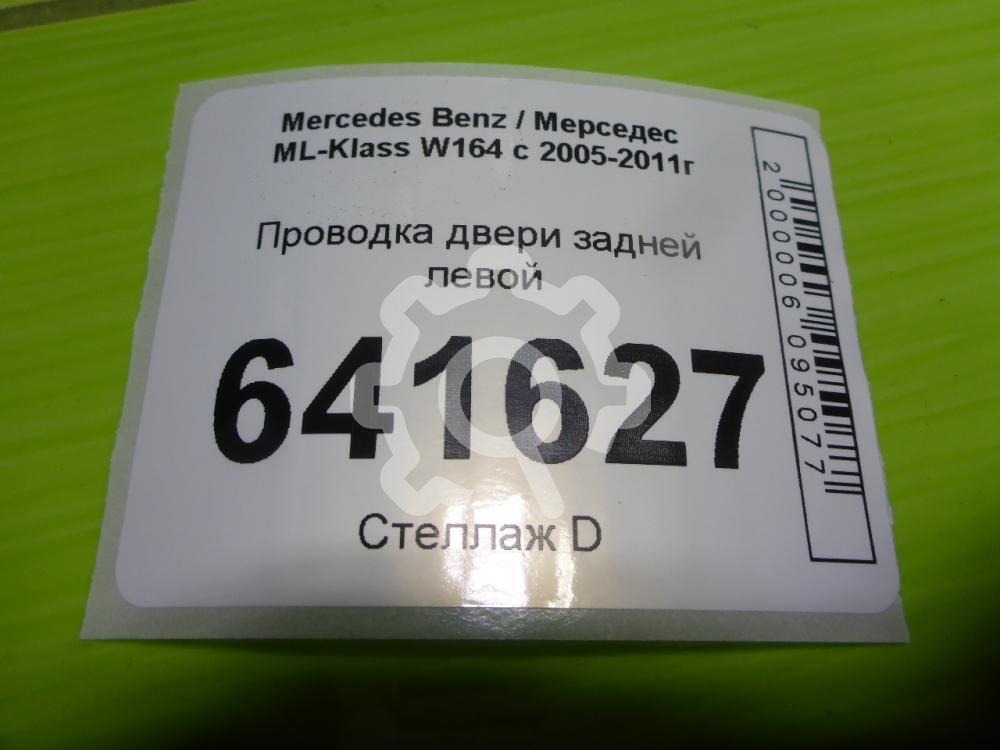 Mercedes Benz / Мерседес
ML-Klass W164 с 2005-2011г
Проводка двери задней
левой
641627
Стеллаж D
2000006095077